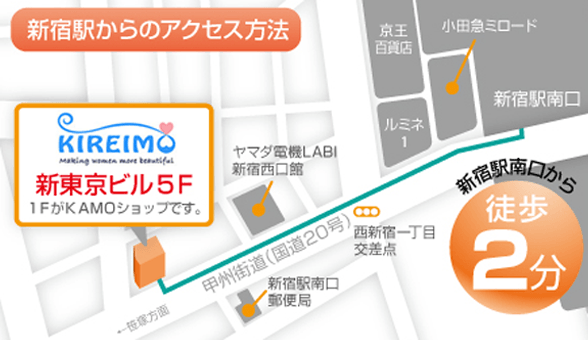 新宿駅からのアクセス方法
京王
百貨店
小田急ミロード
新宿駅南口
ルミネ
1
KIREIMO
Making women more beautiful
新東京ビル5F
1FがKAMOショップです。
ヤマダ電機LABI
新宿西口館
甲州街道(国道20号)
西新宿一丁目
交差点
新宿駅南口
郵便局
←笹塚方面
新宿駅南口から
徒歩
2分